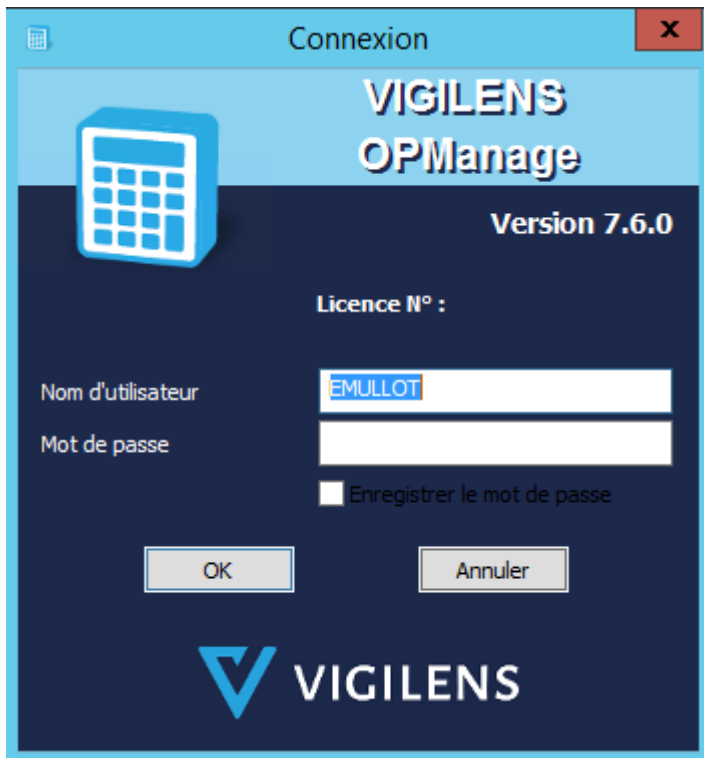 Connexion
x
VIGILENS
OPManage
Version 7.6.0
Licence N° :
Nom d'utilisateur
EMULLOT
Mot de passe
Enregistrer le mot de passe
OK
Annuler
VIGILENS